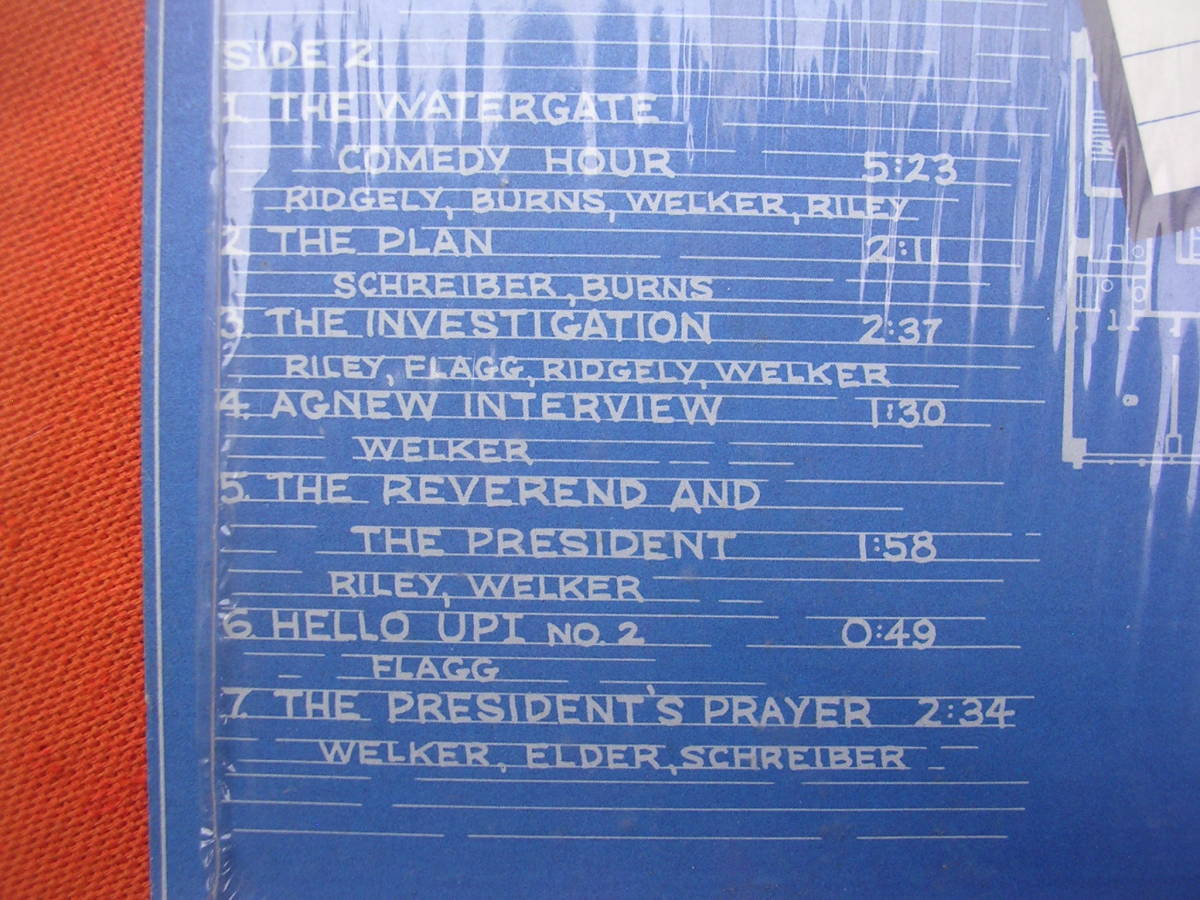 SIDE 2
1. THE WATERGATE
COMEDY HOUR 5:23
RIDGELY, BURNS, WELKER, RILEY
2. THE PLAN 2:11
SCHREIBER, BURNS
3. THE INVESTIGATION 2:37
RILEY, FLAGG, RIDGELY, WELKER
4. AGNEW INTERVIEW 1:30
WELKER
5. THE REVEREND AND
THE PRESIDENT 1:58
RILEY, WELKER
6. HELLO UPI NO. 2 0:49
FLAGG
7. THE PRESIDENT'S PRAYER 2:34
WELKER, ELDER, SCHREIBER